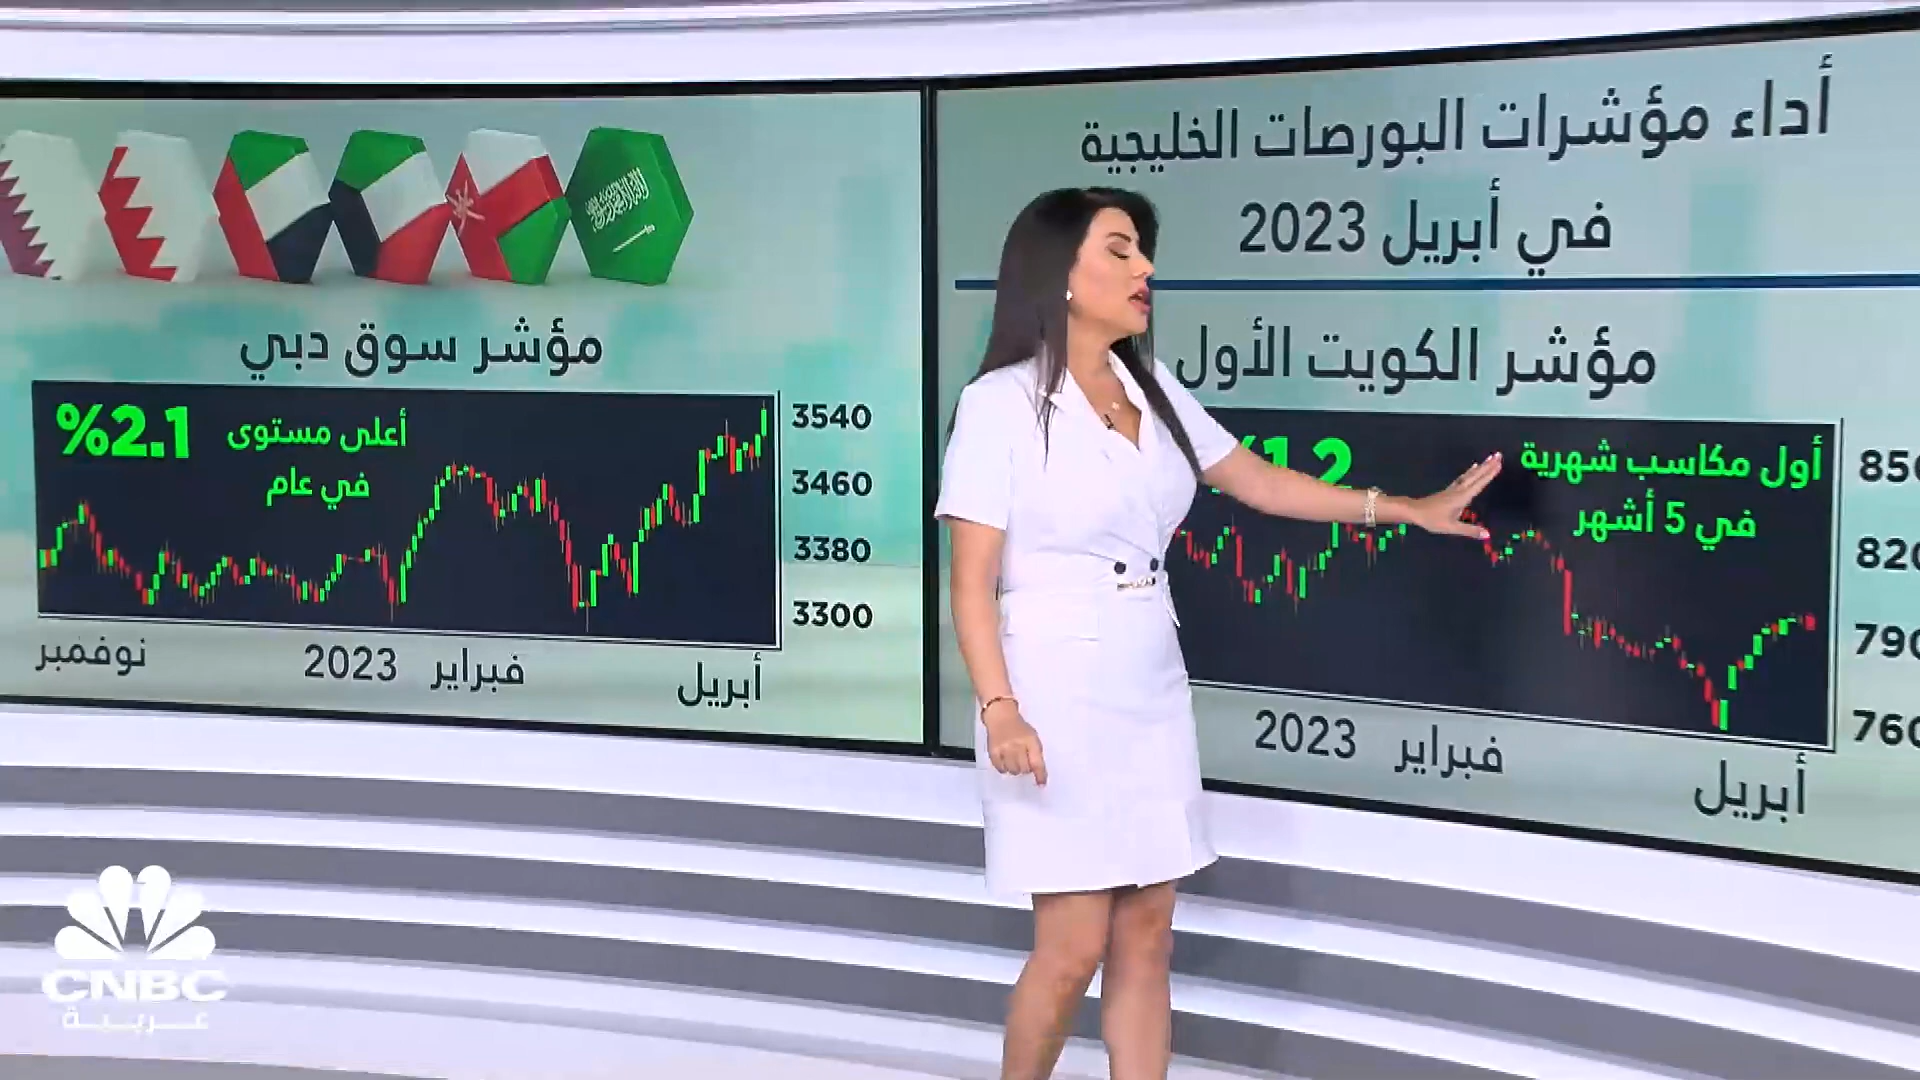 أداء مؤشرات البورصات الخليجية
في أبريل 2023
مؤشر الكويت الأول
أول مكاسب شهرية
في 5 أشهر
1.2
2023 فبراير أبريل
مؤشر سوق دبي
أعلى مستوى
في عام
%2.1
3540
3460
3380
3300
نوفمبر 2023 فبراير أبريل
CNBC
عربية